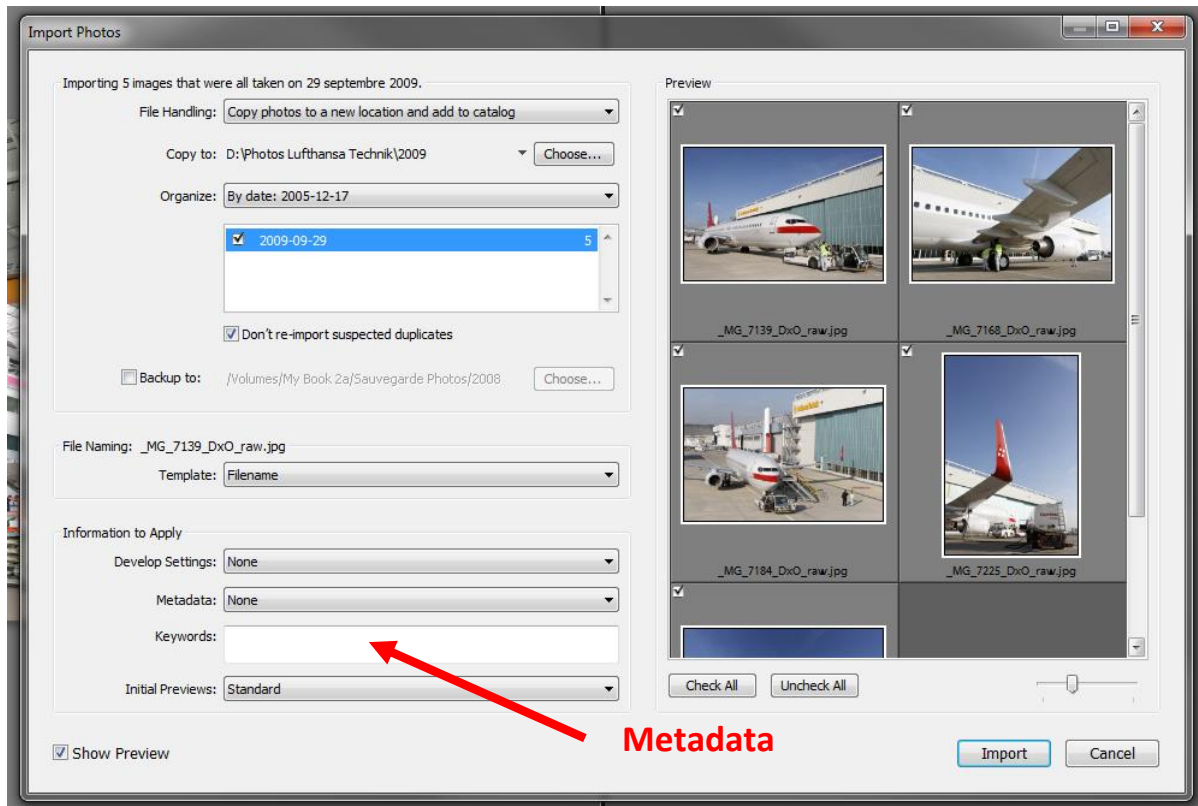 Import Photos
Importing 5 images that were all taken on 29 septembre 2009.
File Handling: Copy photos to a new location and add to catalog
Copy to: D:\Photos Lufthansa Technik\2009 Choose...
Organize: By date: 2005-12-17
2009-09-29 5
Don't re-import suspected duplicates
Backup to: /Volumes/My Book 2a/Sauvegarde Photos/2008 Choose...
File Naming: _MG_7139_DxO_raw.jpg
Template: Filename
Information to Apply
Develop Settings: None
Metadata: None
Keywords:
Initial Previews: Standard
Show Preview
Preview
_MG_7139_DxO_raw.jpg _MG_7168_DxO_raw.jpg
_MG_7184_DxO_raw.jpg _MG_7225_DxO_raw.jpg
Check All Uncheck All
Metadata
Import Cancel